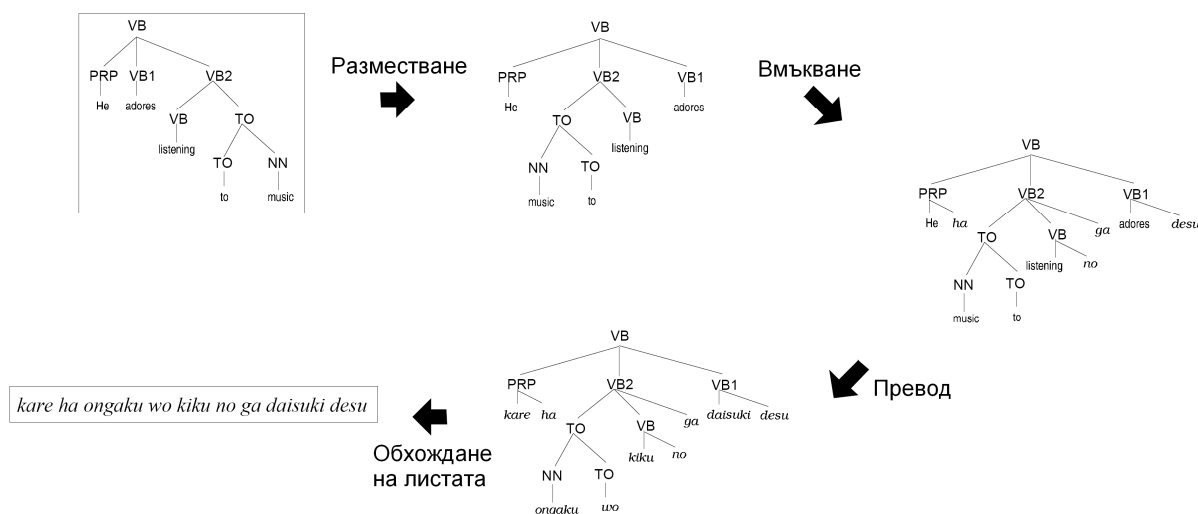 VB
PRP VB1 VB2
He adores VB TO
listening TO NN
to music
Разместване
VB
PRP VB2 VB1
He TO VB adores
NN TO listening
music to
Вмъкване
VB
PRP VB2 VB1
He ha TO VB ga adores desu
NN TO listening no
music to
Превод
VB
PRP VB2 VB1
kare ha TO VB ga daisuki desu
NN TO kiku no
ongaku wo
Обхождане
на листата
kare ha ongaku wo kiku no ga daisuki desu